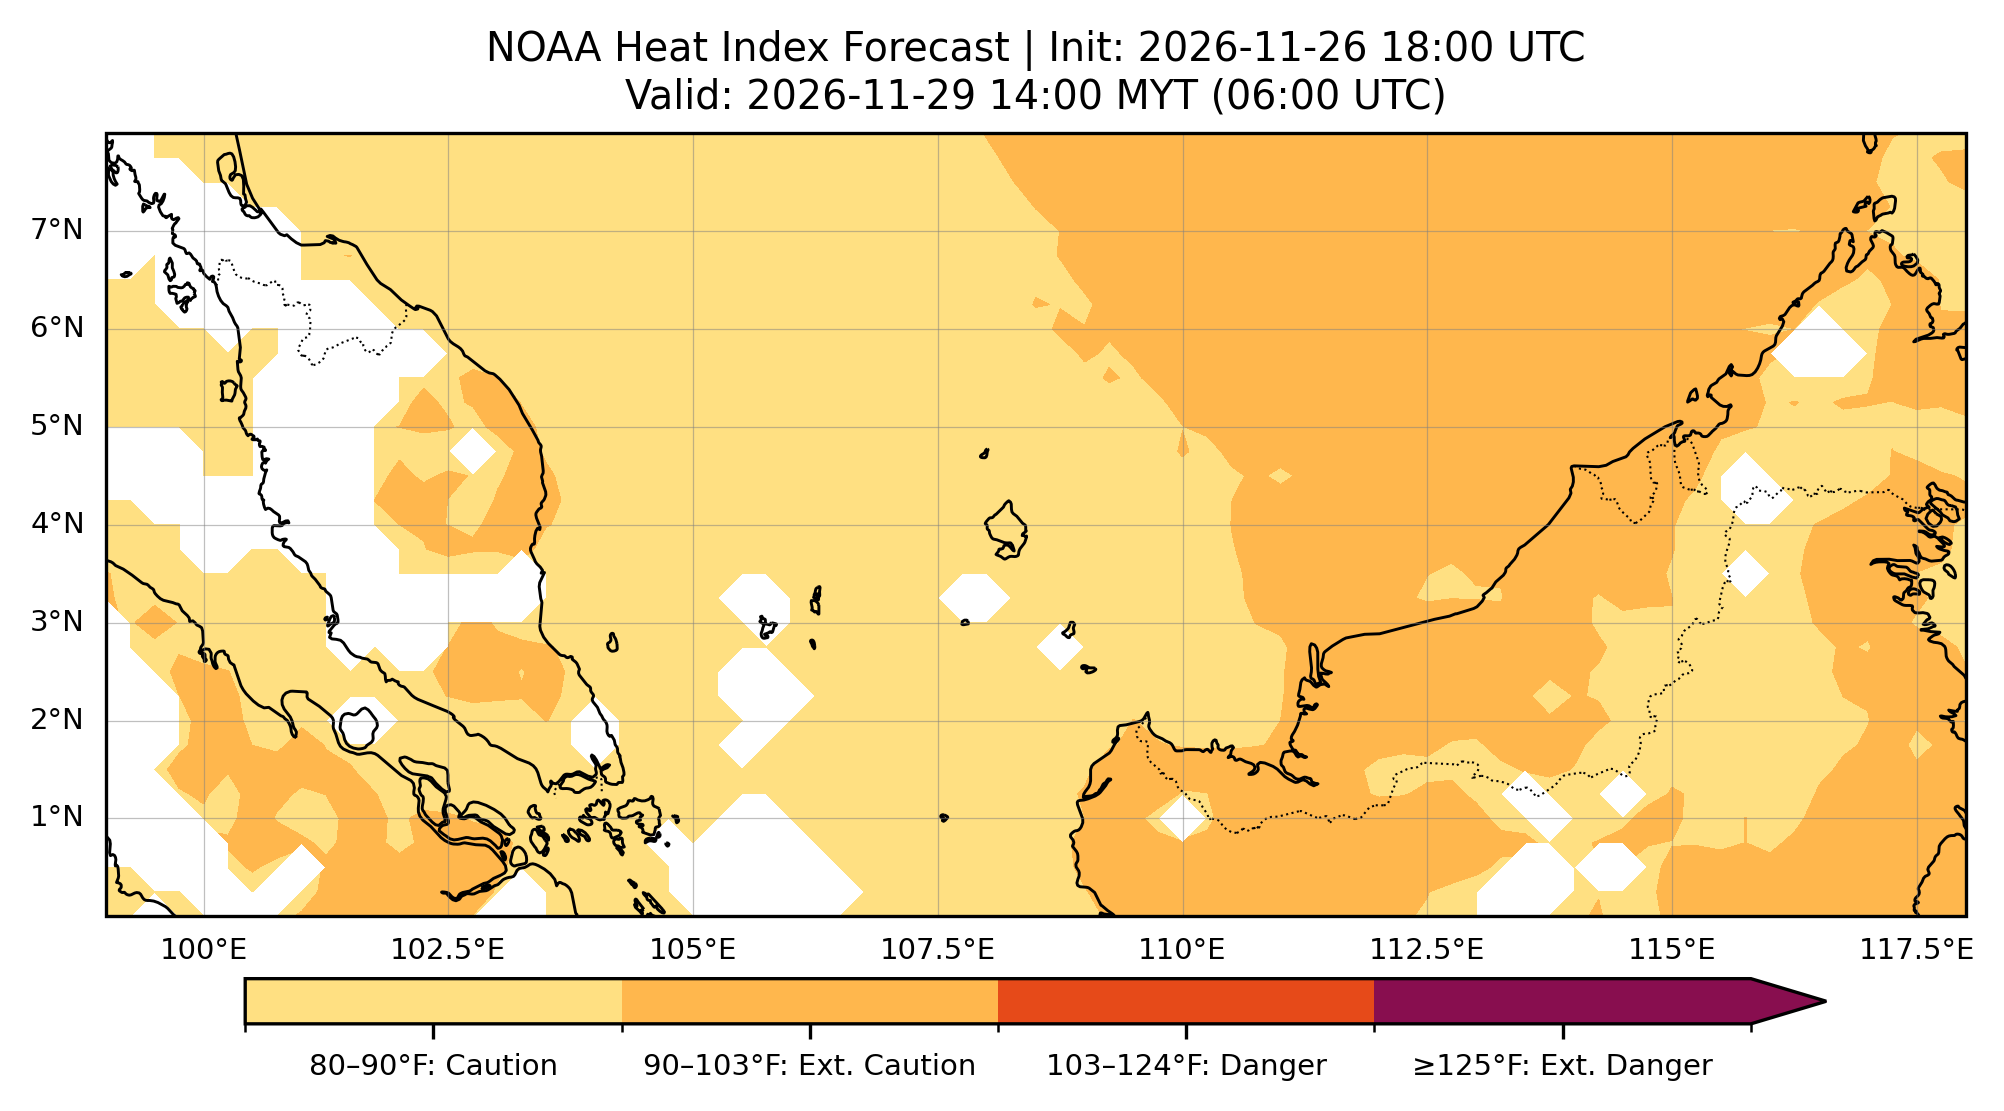 NOAA Heat Index Forecast | Init: 2026-11-26 18:00 UTC
Valid: 2026-11-29 14:00 MYT (06:00 UTC)
7°N
6°N
5°N
4°N
3°N
2°N
1°N
100°E 102.5°E 105°E 107.5°E 110°E 112.5°E 115°E 117.5°E
80–90°F: Caution 90–103°F: Ext. Caution 103–124°F: Danger ≥125°F: Ext. Danger